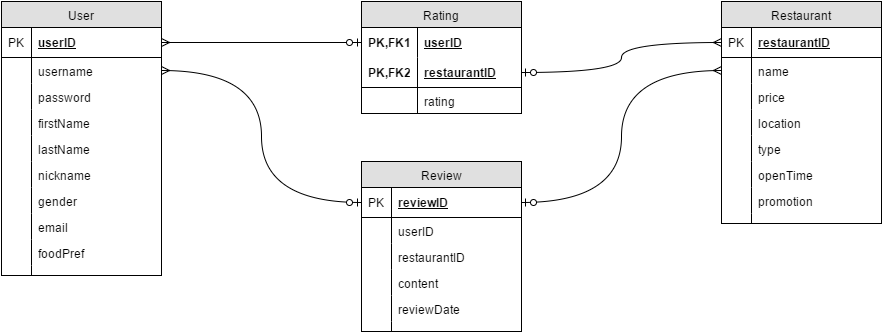 User
PK userID
username
password
firstName
lastName
nickname
gender
email
foodPref
Rating
PK,FK1 userID
PK,FK2 restaurantID
rating
Review
PK reviewID
userID
restaurantID
content
reviewDate
Restaurant
PK restaurantID
name
price
location
type
openTime
promotion